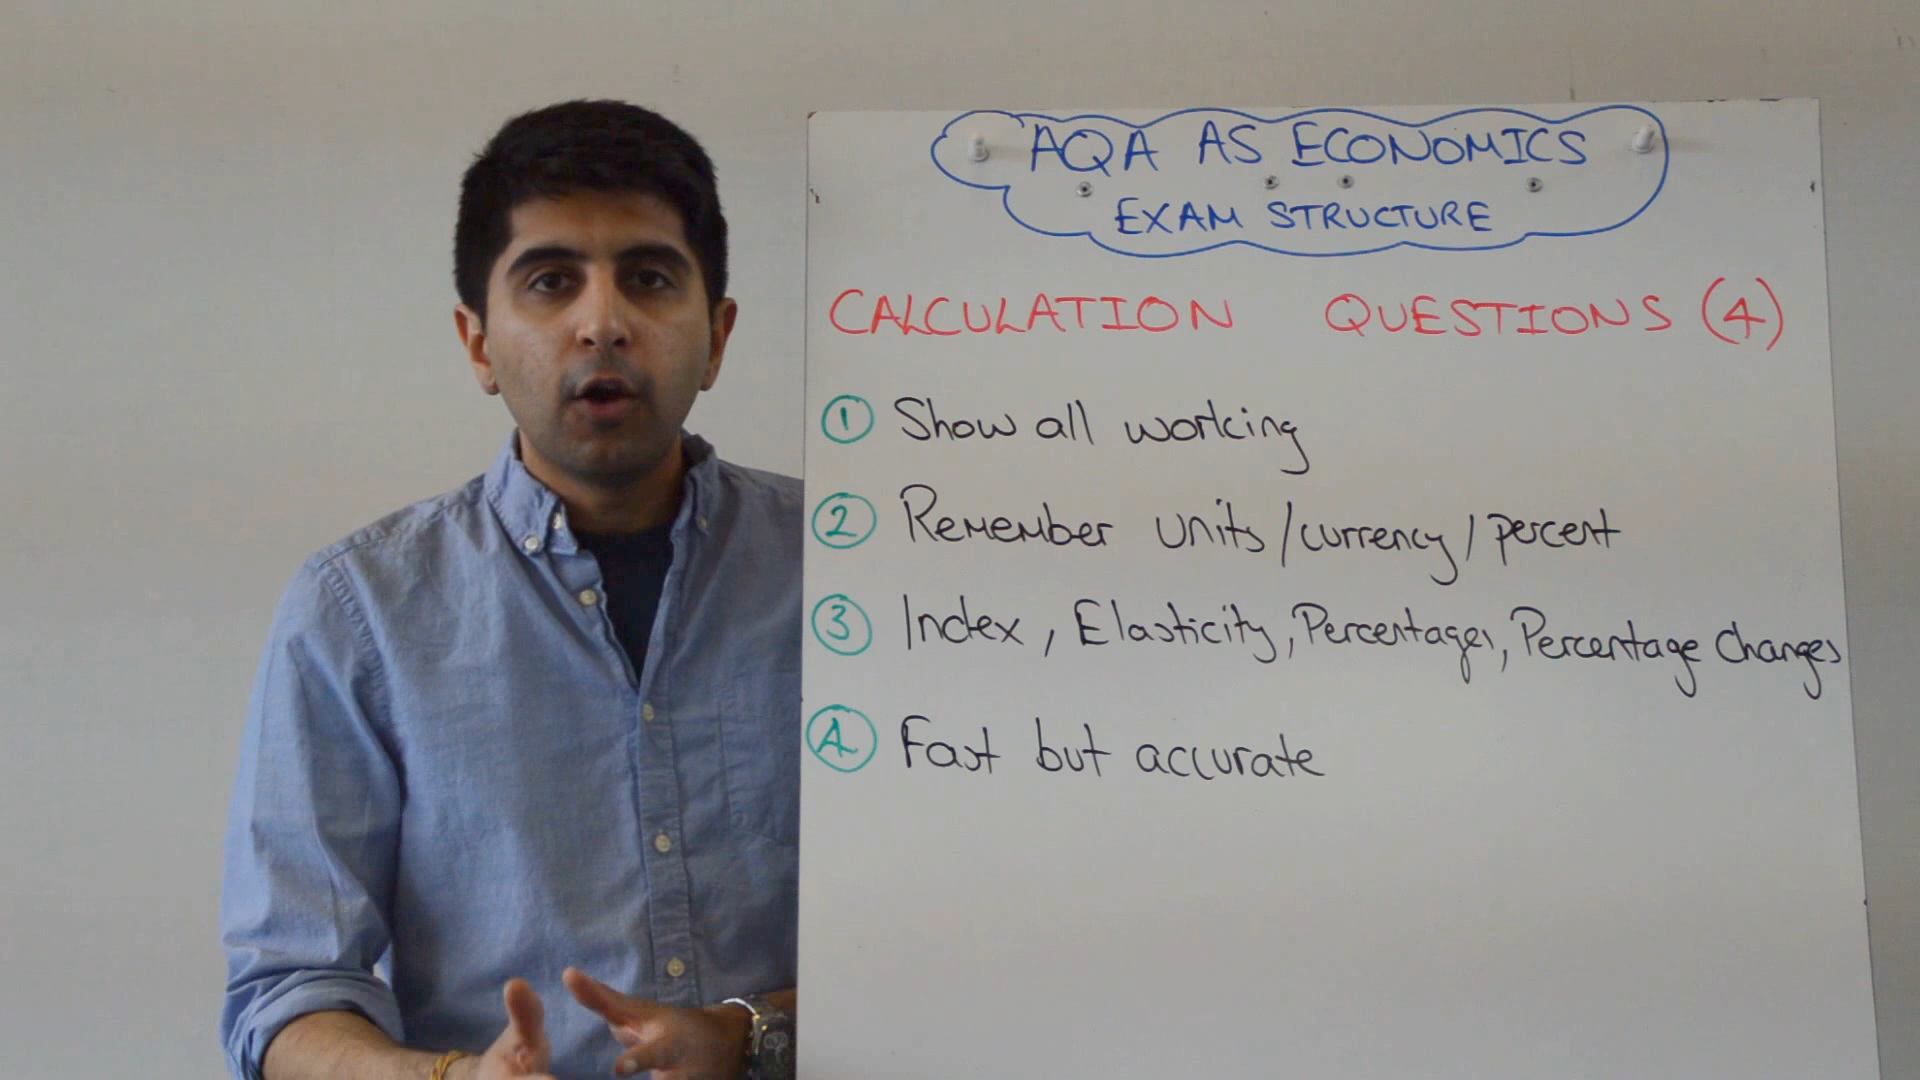 AQA AS ECONOMICS
EXAM STRUCTURE
CALCULATION QUESTIONS (4)
1 Show all working
2 Remember units/currency/percent
3 Index, Elasticity, Percentages, Percentage Changes
4 Fast but accurate